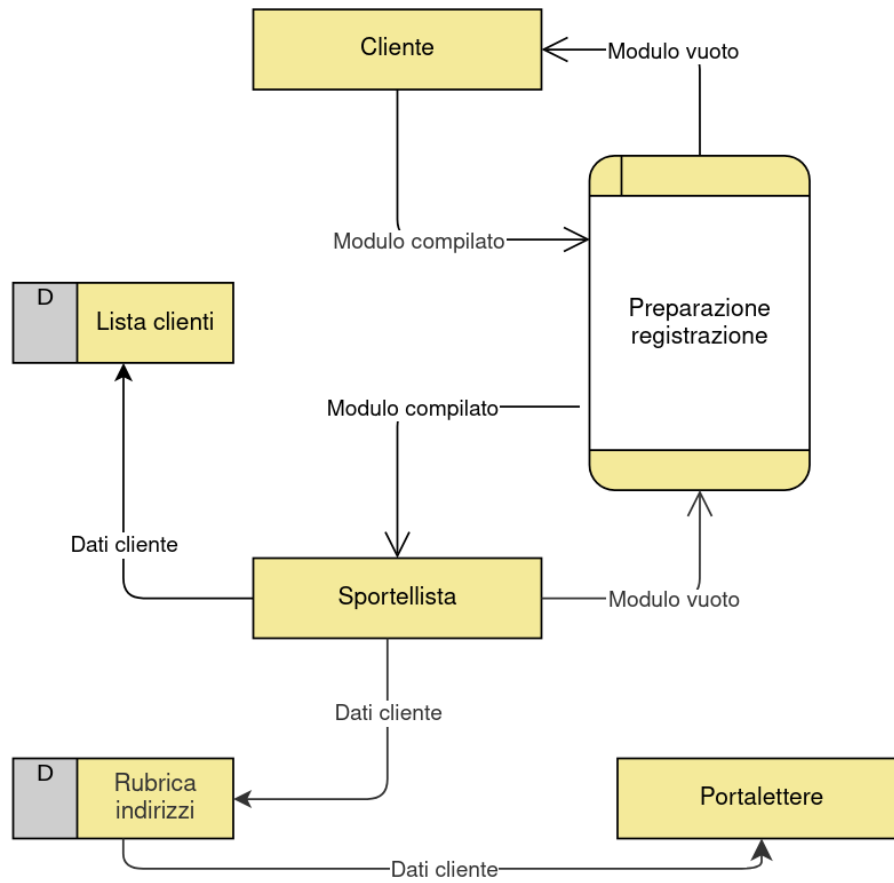 Cliente
Modulo vuoto
Modulo compilato
D
Lista clienti
Preparazione
registrazione
Modulo compilato
Dati cliente
Sportellista
Modulo vuoto
Dati cliente
D
Rubrica
indirizzi
Portalettere
Dati cliente